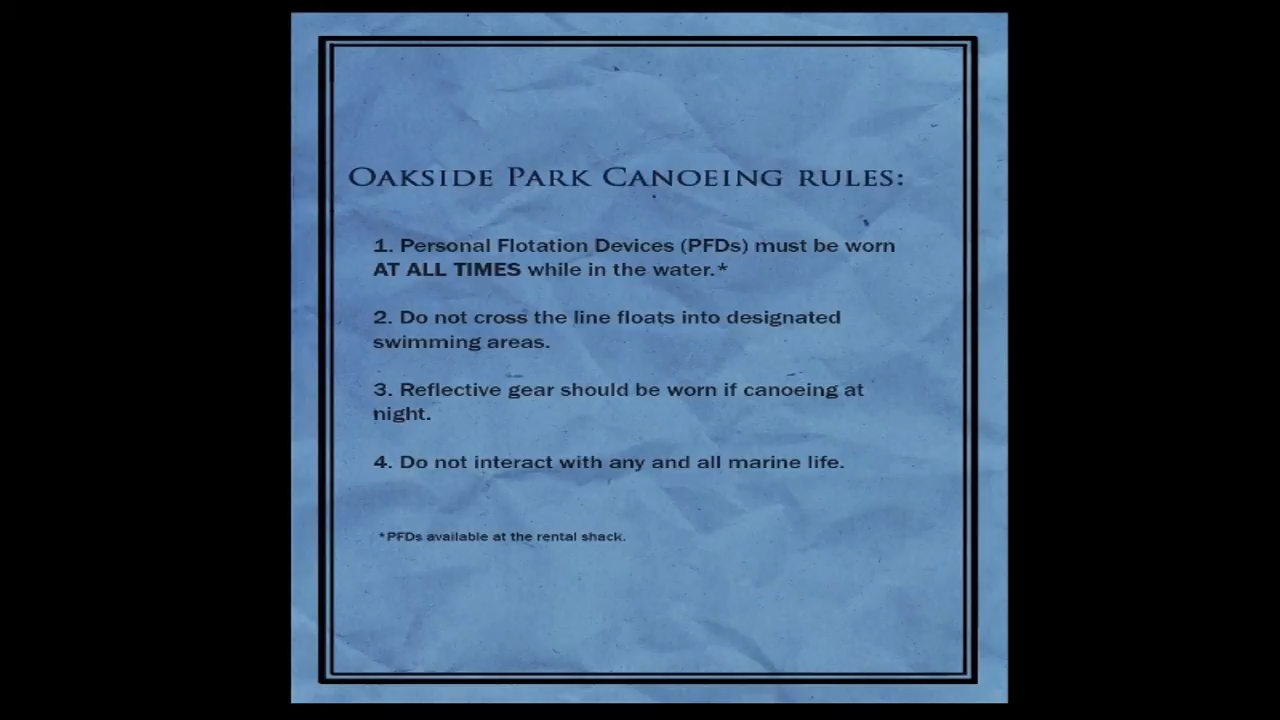 OAKSIDE PARK CANOEING RULES:
1. Personal Flotation Devices (PFDs) must be worn
AT ALL TIMES while in the water.*
2. Do not cross the line floats into designated
swimming areas.
3. Reflective gear should be worn if canoeing at
night.
4. Do not interact with any and all marine life.
*PFDs available at the rental shack.